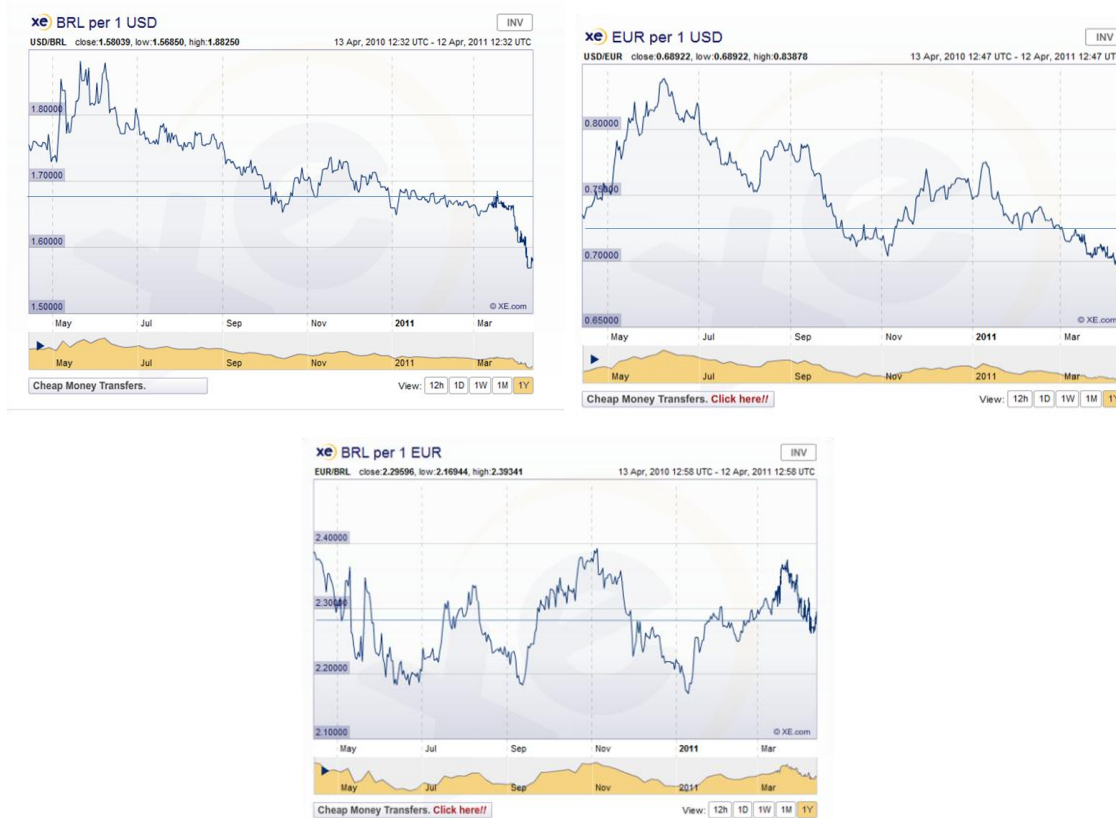 xe BRL per 1 USD INV
USD/BRL close:1.58039, low:1.56850, high:1.88250 13 Apr, 2010 12:32 UTC - 12 Apr, 2011 12:32 UTC
1.80000
1.70000
1.60000
1.50000
© XE.com
May Jul Sep Nov 2011 Mar
May Jul Sep Nov 2011 Mar
Cheap Money Transfers. View: 12h 1D 1W 1M 1Y
xe EUR per 1 USD INV
USD/EUR close:0.68922, low:0.68922, high:0.83878 13 Apr, 2010 12:47 UTC - 12 Apr, 2011 12:47 UT
0.80000
0.75000
0.70000
0.65000
© XE.com
May Jul Sep Nov 2011 Mar
May Jul Sep Nov 2011 Mar
Cheap Money Transfers. Click here!! View: 12h 1D 1W 1M 1Y
xe BRL per 1 EUR INV
EUR/BRL close:2.29596, low:2.16944, high:2.39341 13 Apr, 2010 12:58 UTC - 12 Apr, 2011 12:58 UTC
2.40000
2.30000
2.20000
2.10000
© XE.com
May Jul Sep Nov 2011 Mar
May Jul Sep Nov 2011 Mar
Cheap Money Transfers. Click here!! View: 12h 1D 1W 1M 1Y